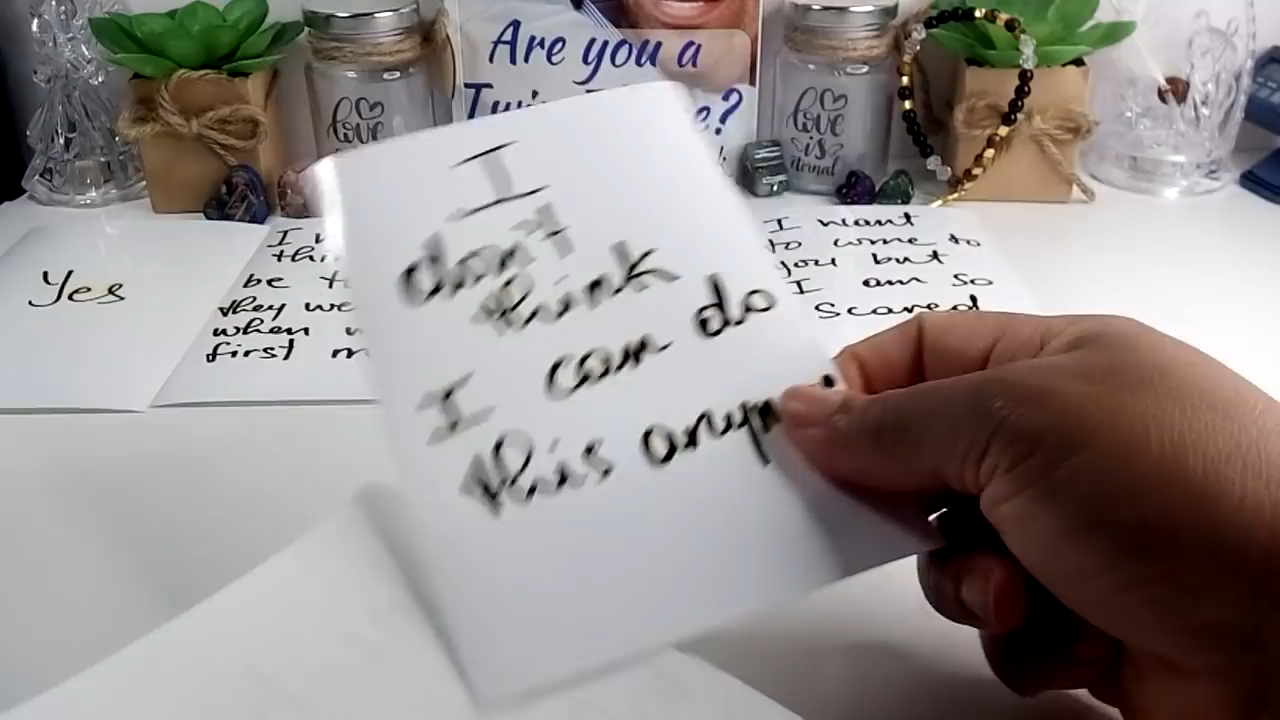 Are you a
e?
love
love
is
eternal
Yes
I
thi
be t
they we
when
first m
I
don't
think
I can do
this anym
I want
to come to
you but
I am so
scared